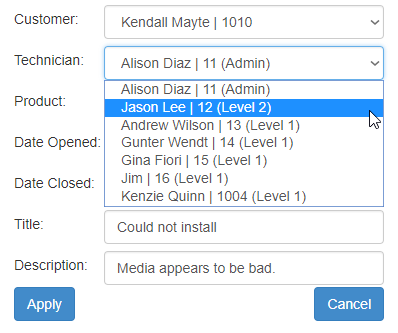 Customer: Kendall Mayte | 1010
Technician: Alison Diaz | 11 (Admin)
Alison Diaz | 11 (Admin)
Product: Jason Lee | 12 (Level 2)
Andrew Wilson | 13 (Level 1)
Date Opened: Gunter Wendt | 14 (Level 1)
Gina Fiori | 15 (Level 1)
Date Closed: Jim | 16 (Level 1)
Kenzie Quinn | 1004 (Level 1)
Title: Could not install
Description: Media appears to be bad.
Apply Cancel